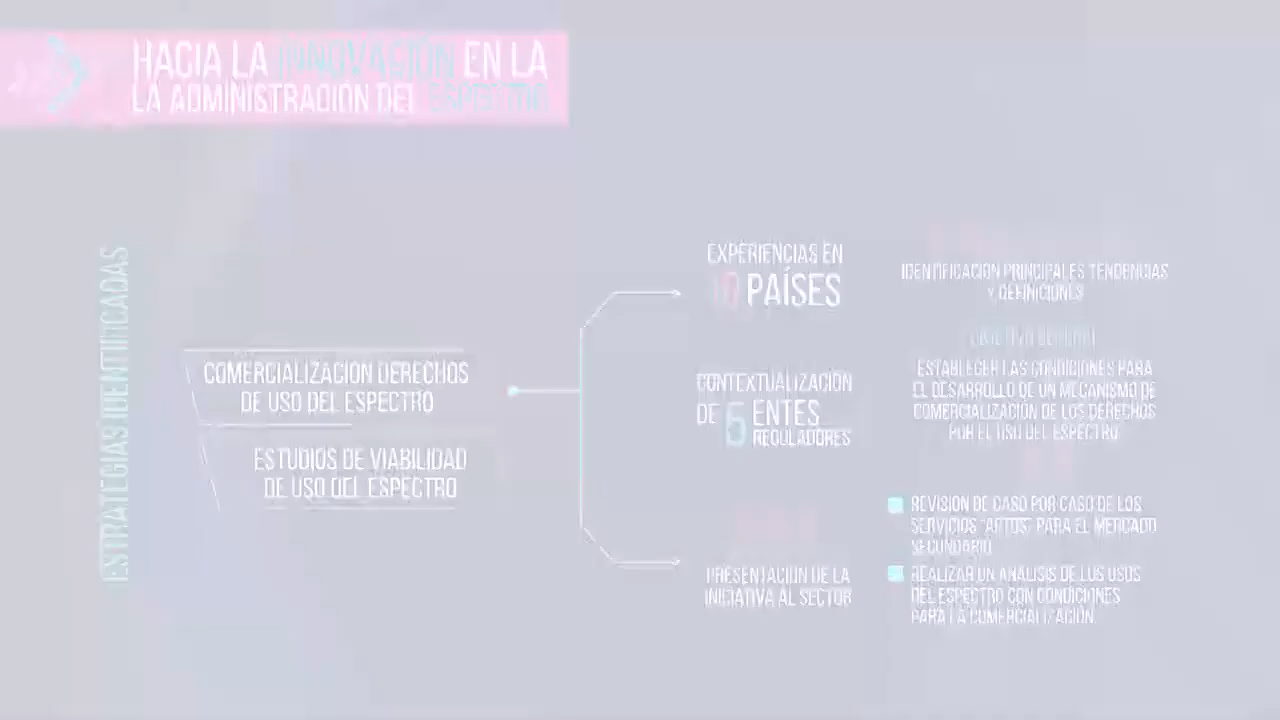 HACIA LA INNOVACIÓN EN LA
LA ADMINISTRACIÓN DEL ESPECTRO
ESTRATEGIAS IDENTIFICADAS
COMERCIALIZACIÓN DERECHOS
DE USO DEL ESPECTRO
ESTUDIOS DE VIABILIDAD
DE USO DEL ESPECTRO
EXPERIENCIAS EN
PAÍSES
CONTEXTUALIZACIÓN
DE 5 ENTES
REGULADORES
PRESENTACIÓN DE LA
INICIATIVA AL SECTOR
IDENTIFICACIÓN PRINCIPALES TENDENCIAS
Y DEFINICIONES
ESTABLECER LAS CONDICIONES PARA
EL DESARROLLO DE UN MECANISMO DE
COMERCIALIZACIÓN DE LOS DERECHOS
POR EL USO DEL ESPECTRO
REVISIÓN DE CASO POR CASO DE LOS
SERVICIOS "APTOS" PARA EL MERCADO
SECUNDARIO
REALIZAR UN ANÁLISIS DE LOS USOS
DEL ESPECTRO CON CONDICIONES
PARA LA COMERCIALIZACIÓN.